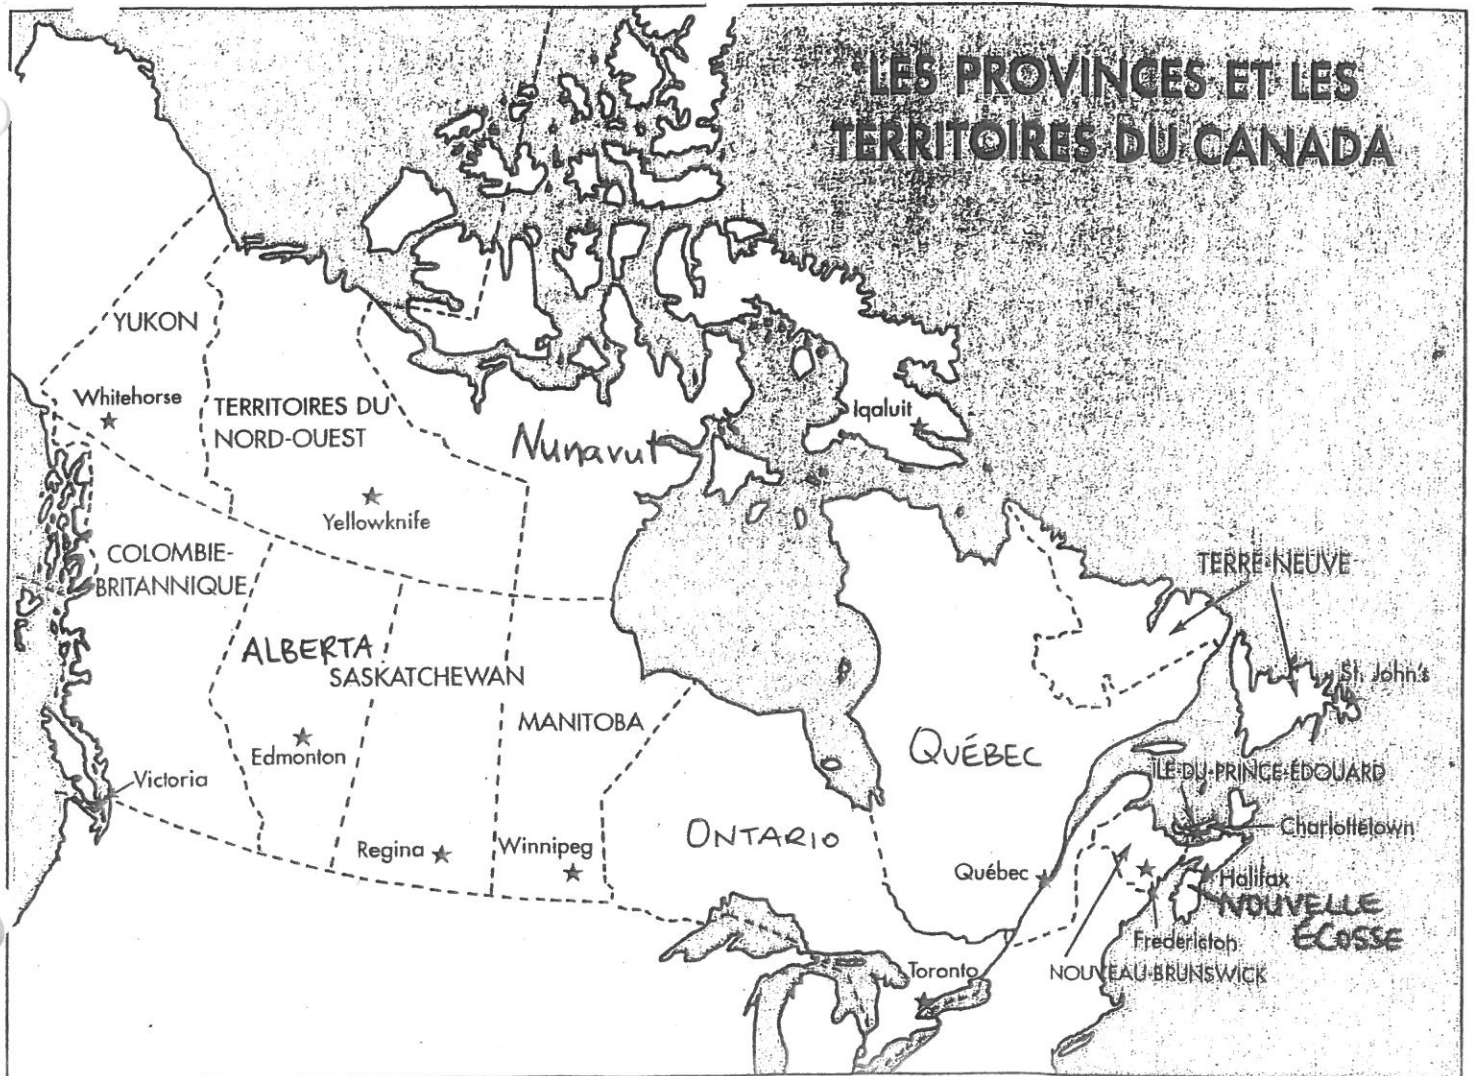 LES PROVINCES ET LES
TERRITOIRES DU CANADA
YUKON
Whitehorse
TERRITOIRES DU
NORD-OUEST
Nunavut
Iqaluit
Yellowknife
COLOMBIE-
BRITANNIQUE
TERRE-NEUVE
ALBERTA
SASKATCHEWAN
St. John's
MANITOBA
Edmonton
QUÉBEC
ÎLE-DU-PRINCE-ÉDOUARD
Victoria
ONTARIO
Charlottetown
Regina
Winnipeg
Québec
Halifax
NOUVELLE
ÉCOSSE
Fredericton
NOUVEAU-BRUNSWICK
Toronto